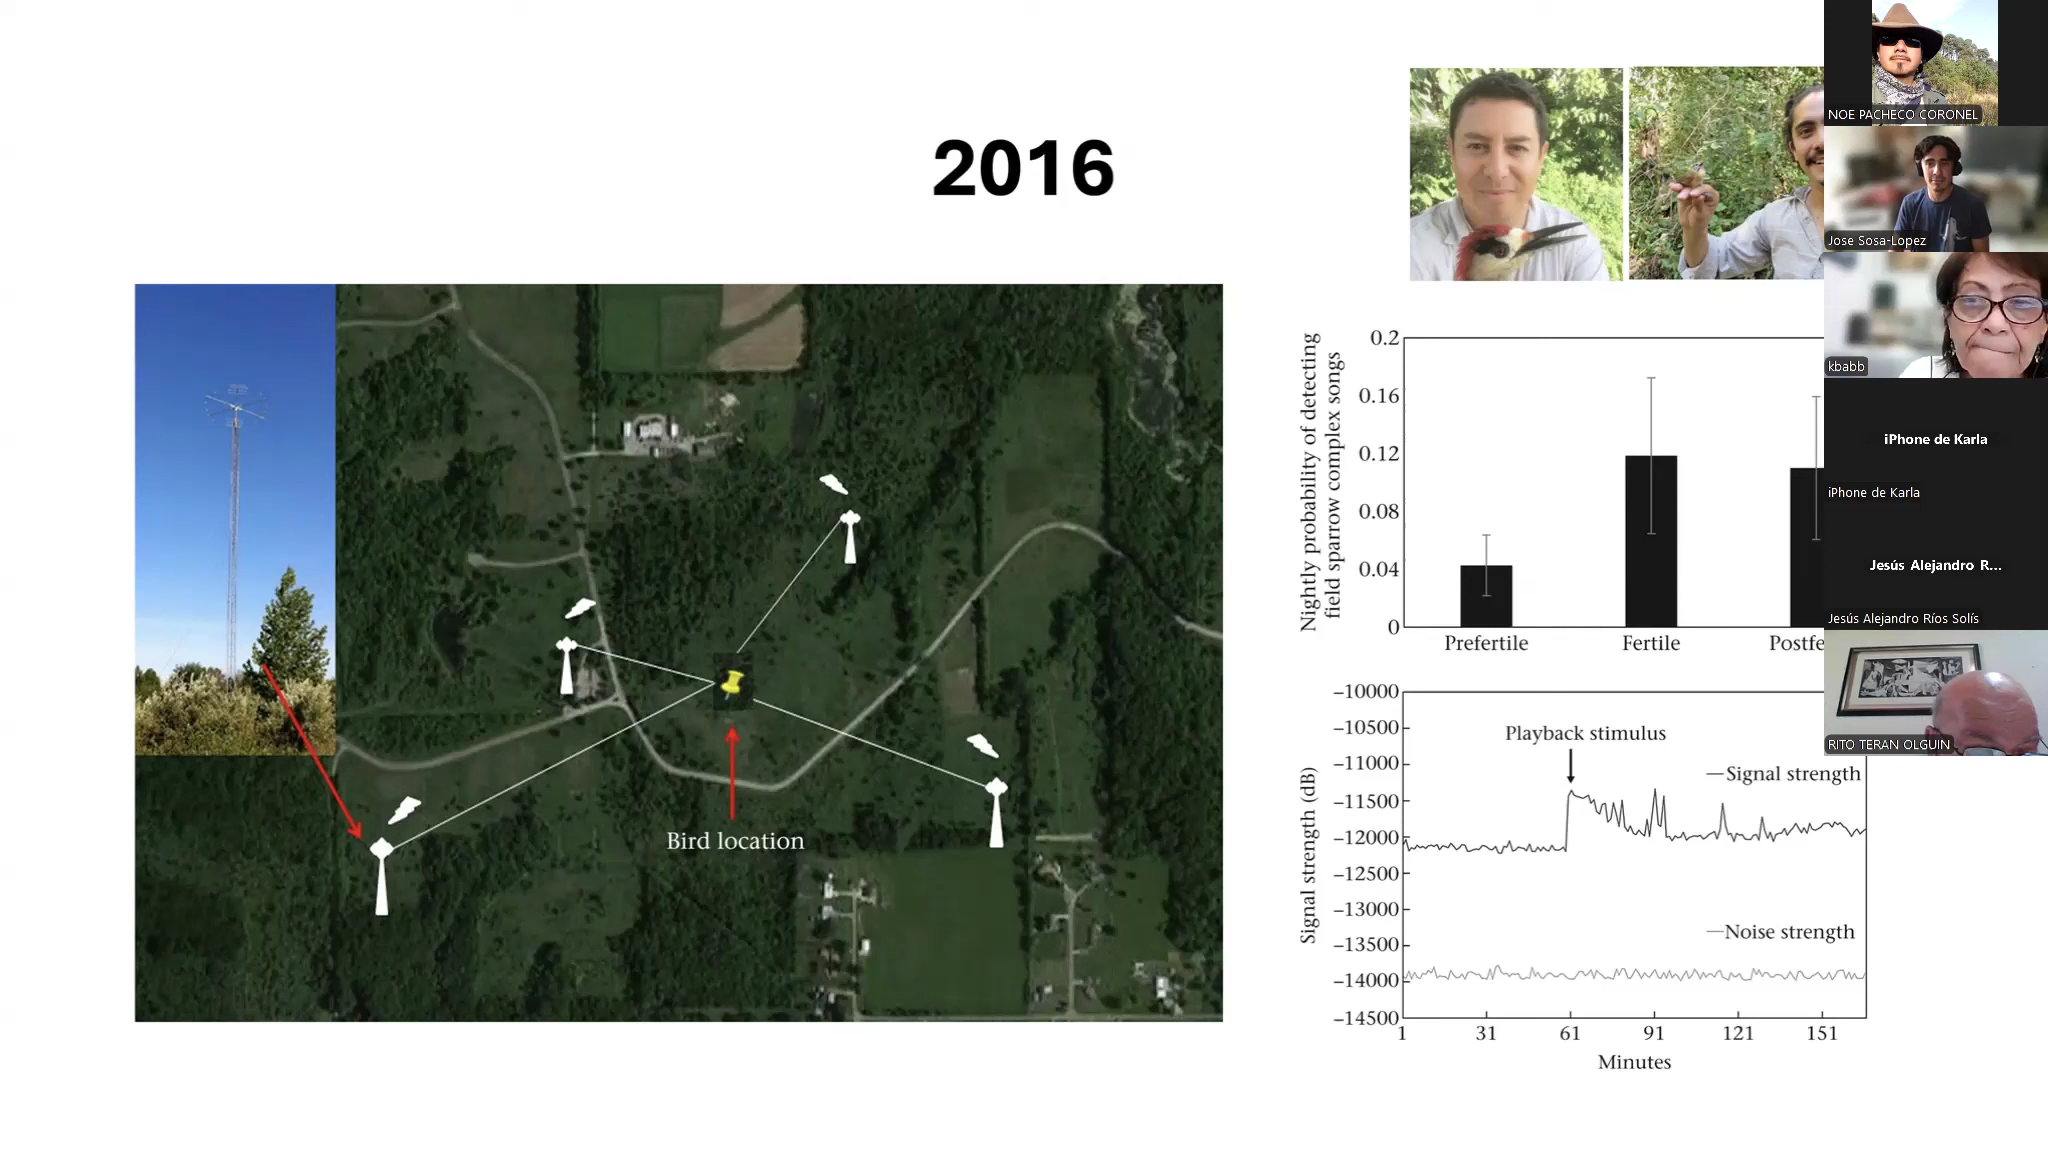 2016
Bird location
Nightly probability of detecting
field sparrow complex songs
0.2
0.16
0.12
0.08
0.04
0
Prefertile
Fertile
Postfe
Signal strength (dB)
–10000
–10500
–11000
–11500
–12000
–12500
–13000
–13500
–14000
–14500
Playback stimulus
Signal strength
Noise strength
1
31
61
91
121
151
Minutes
NOE PACHECO CORONEL
Jose Sosa-Lopez
kbabb
iPhone de Karla
iPhone de Karla
Jesús Alejandro R...
Jesús Alejandro Ríos Solís
RITO TERAN OLGUIN